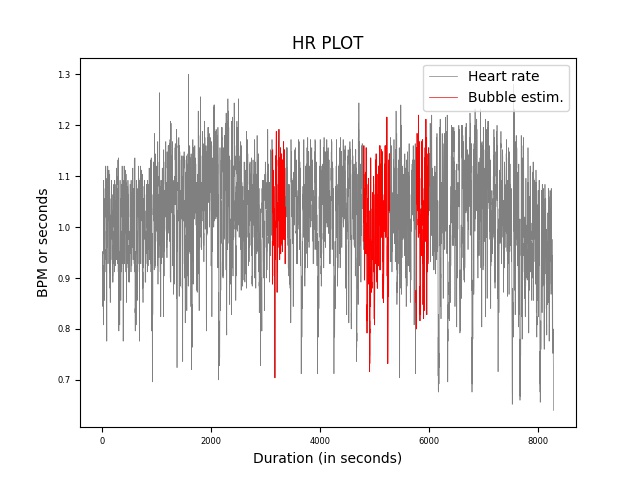 HR PLOT
Heart rate
Bubble estim.
BPM or seconds
1.3
1.2
1.1
1.0
0.9
0.8
0.7
0 2000 4000 6000 8000
Duration (in seconds)